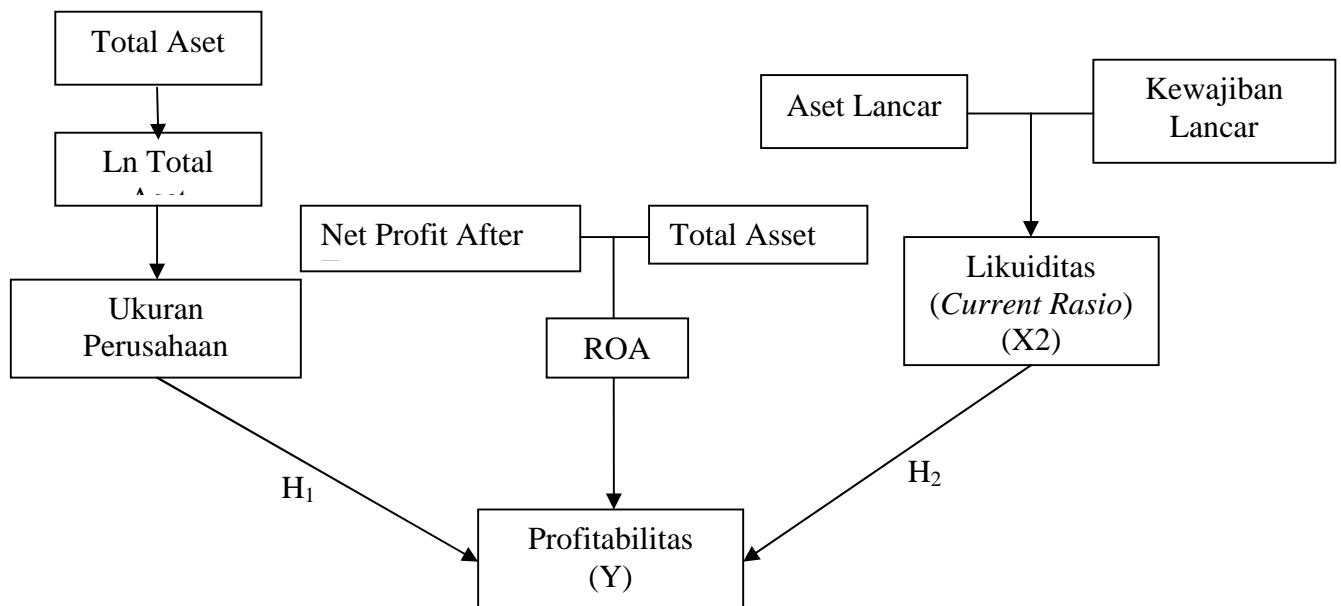 Total Aset
Ln Total
Aset Lancar
Kewajiban
Lancar
Net Profit After
Total Asset
Ukuran
Perusahaan
ROA
Likuiditas
(Current Rasio)
(X2)
H1
H2
Profitabilitas
(Y)